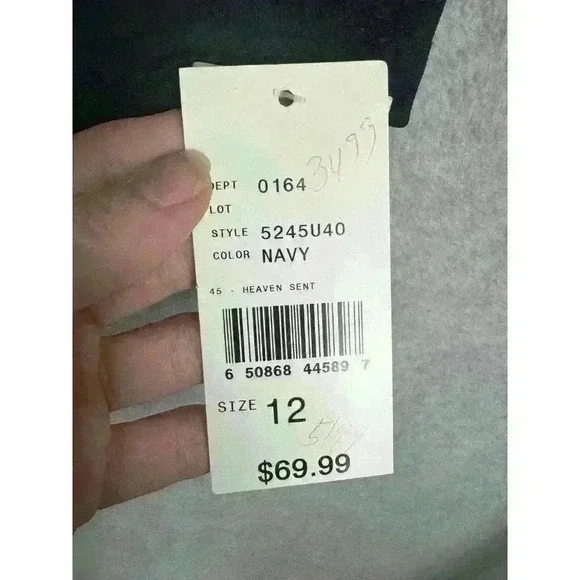 DEPT 0164
3499
LOT
STYLE 5245U40
COLOR NAVY
45 - HEAVEN SENT
6 50868 44589 7
SIZE 12
$69.99